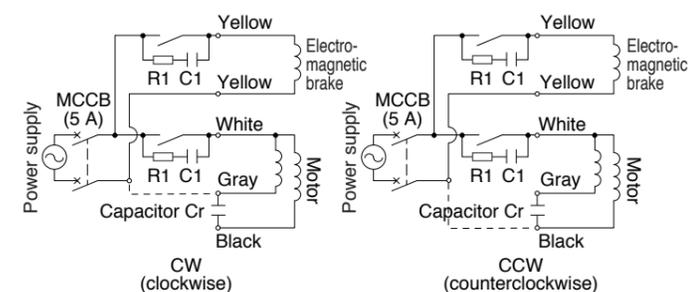 Yellow
Electro-
magnetic
brake
R1 C1
Yellow
MCCB
(5 A)
White
Power supply
R1 C1
Gray
Motor
Capacitor Cr
Black
CW
(clockwise)
Yellow
Electro-
magnetic
brake
R1 C1
Yellow
MCCB
(5 A)
White
Power supply
R1 C1
Gray
Motor
Capacitor Cr
Black
CCW
(counterclockwise)